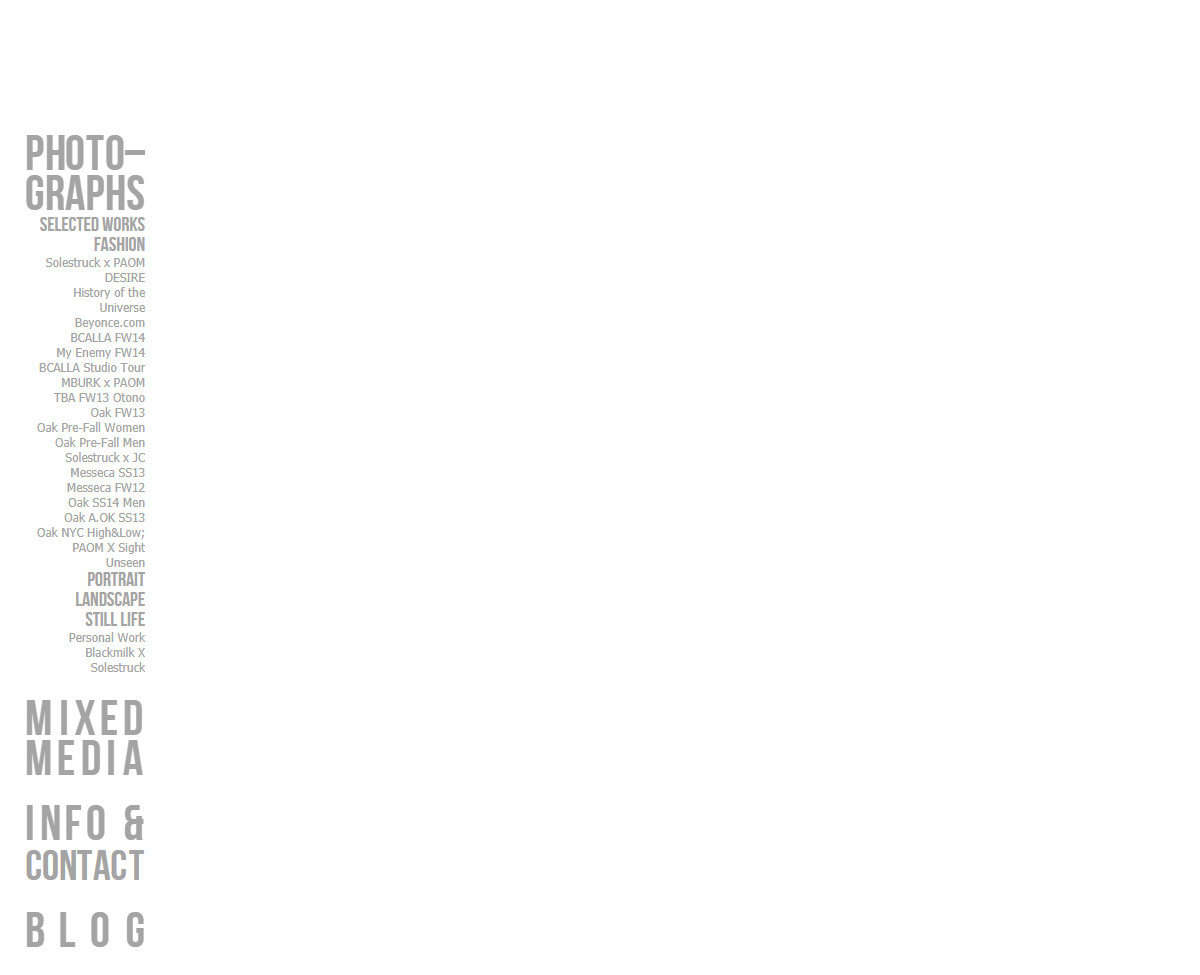 PHOTO–
GRAPHS
SELECTED WORKS
FASHION
Solestruck x PAOM
DESIRE
History of the
Universe
Beyonce.com
BCALLA FW14
My Enemy FW14
BCALLA Studio Tour
MBURK x PAOM
TBA FW13 Otono
Oak FW13
Oak Pre-Fall Women
Oak Pre-Fall Men
Solestruck x JC
Messeca SS13
Messeca FW12
Oak SS14 Men
Oak A.OK SS13
Oak NYC High&Low;
PAOM X Sight
Unseen
PORTRAIT
LANDSCAPE
STILL LIFE
Personal Work
Blackmilk X
Solestruck
MIXED
MEDIA
INFO &
CONTACT
BLOG